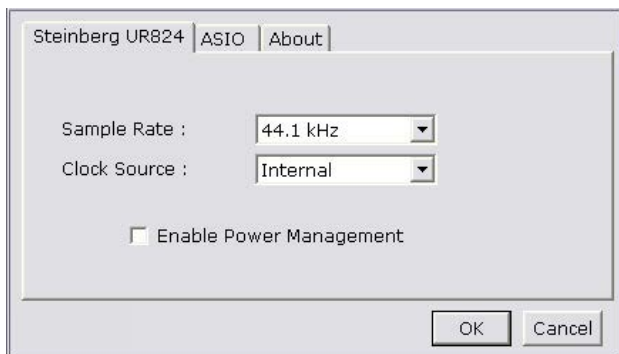 Steinberg UR824 ASIO About
Sample Rate : 44.1 kHz
Clock Source : Internal
Enable Power Management
OK Cancel